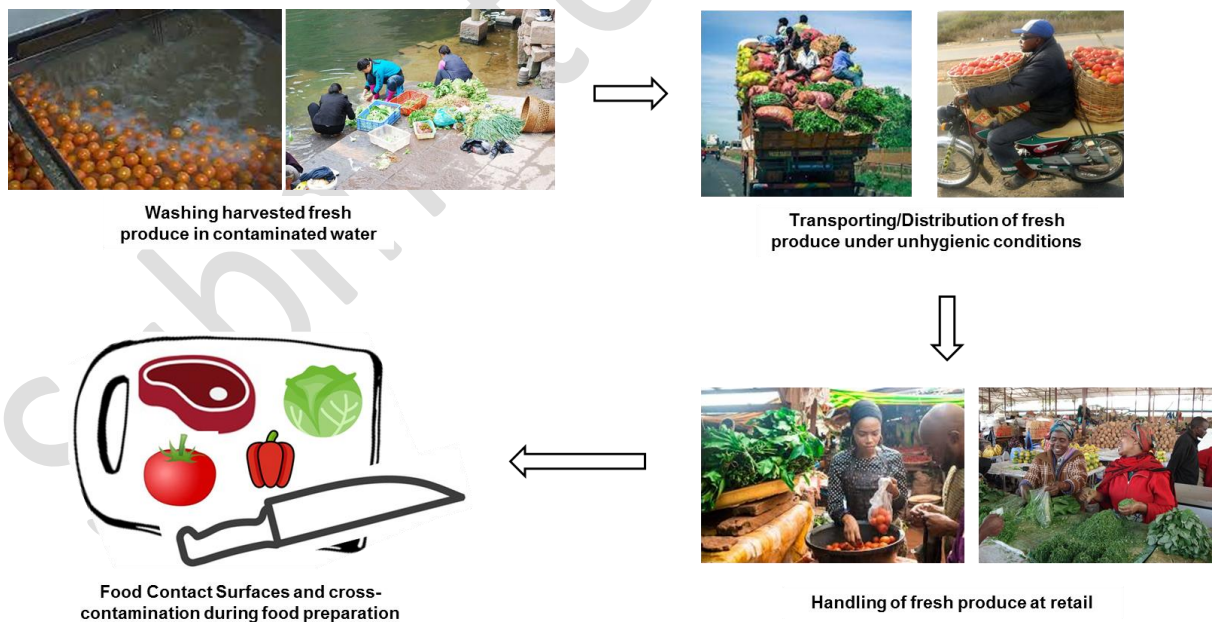 Washing harvested fresh
produce in contaminated water
Transporting/Distribution of fresh
produce under unhygienic conditions
Handling of fresh produce at retail
Food Contact Surfaces and cross-
contamination during food preparation